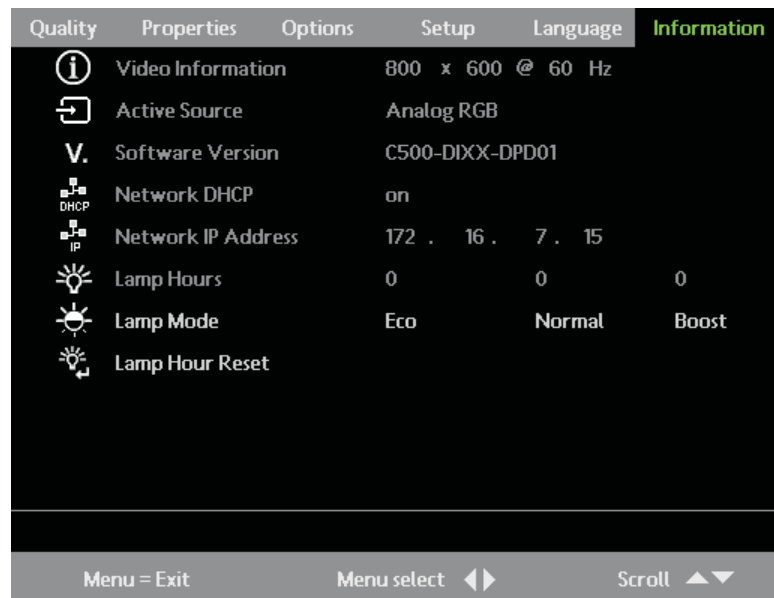 Quality Properties Options Setup Language Information
Video Information 800 x 600 @ 60 Hz
Active Source Analog RGB
V. Software Version C500-DIXX-DPD01
DHCP Network DHCP on
IP Network IP Address 172 . 16 . 7 . 15
Lamp Hours 0 0 0
Lamp Mode Eco Normal Boost
Lamp Hour Reset
Menu = Exit Menu select Scroll